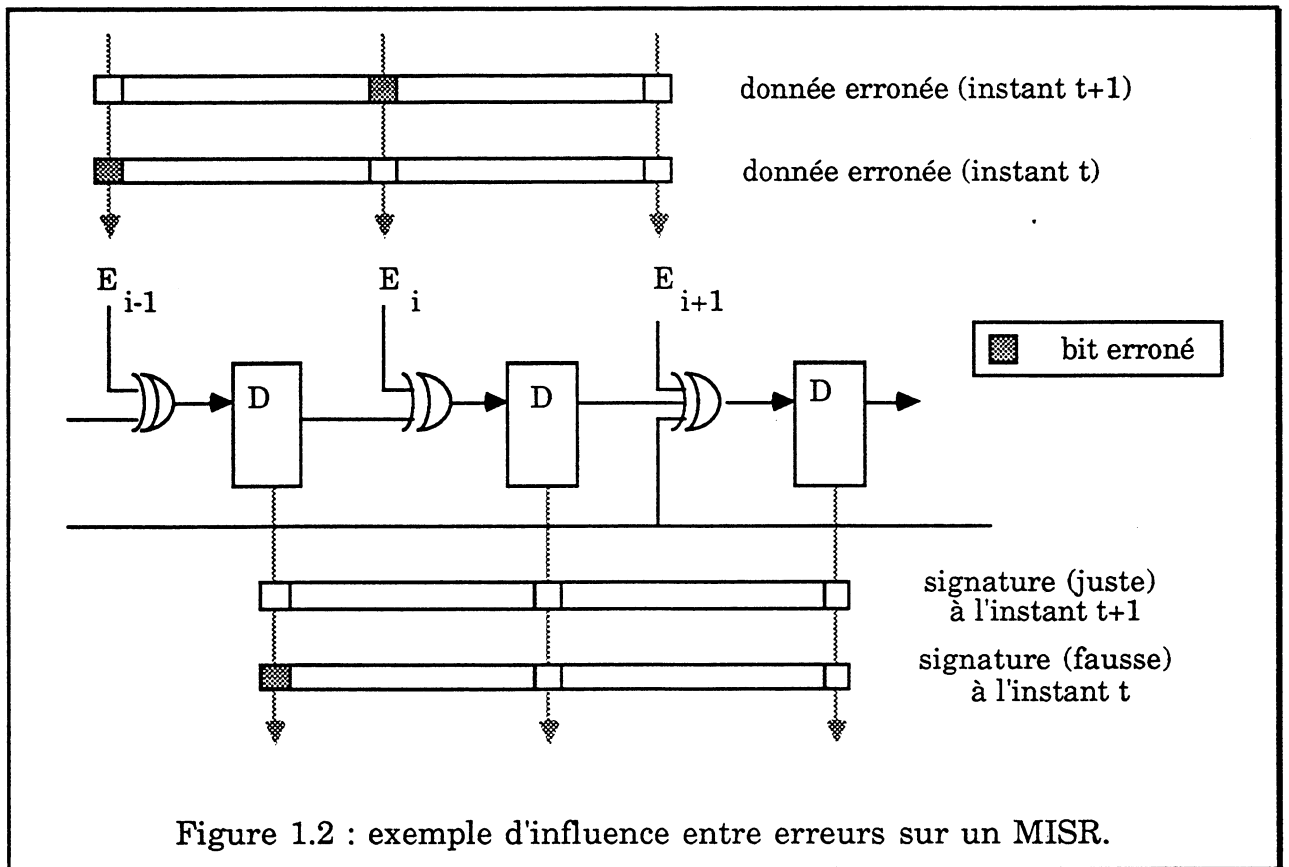 donnée erronée (instant t+1)
donnée erronée (instant t)
E i-1
E i
E i+1
bit erroné
D
D
D
signature (juste)
à l'instant t+1
signature (fausse)
à l'instant t
Figure 1.2 : exemple d'influence entre erreurs sur un MISR.